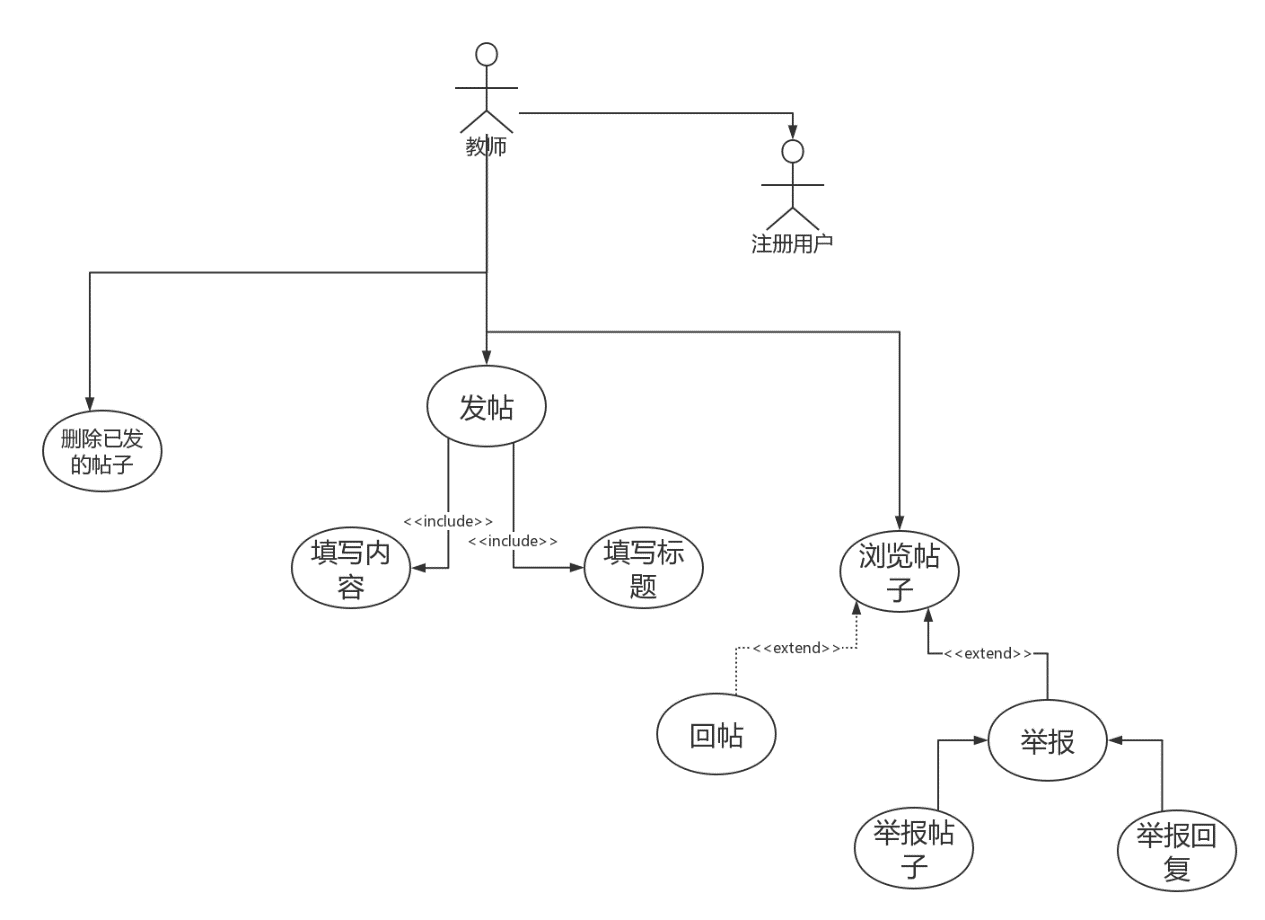 教师
注册用户
发帖
删除已发
的帖子
<<include>>
<<include>>
填写内
容
填写标
题
浏览帖
子
<<extend>>
<<extend>>
回帖
举报
举报帖
子
举报回
复